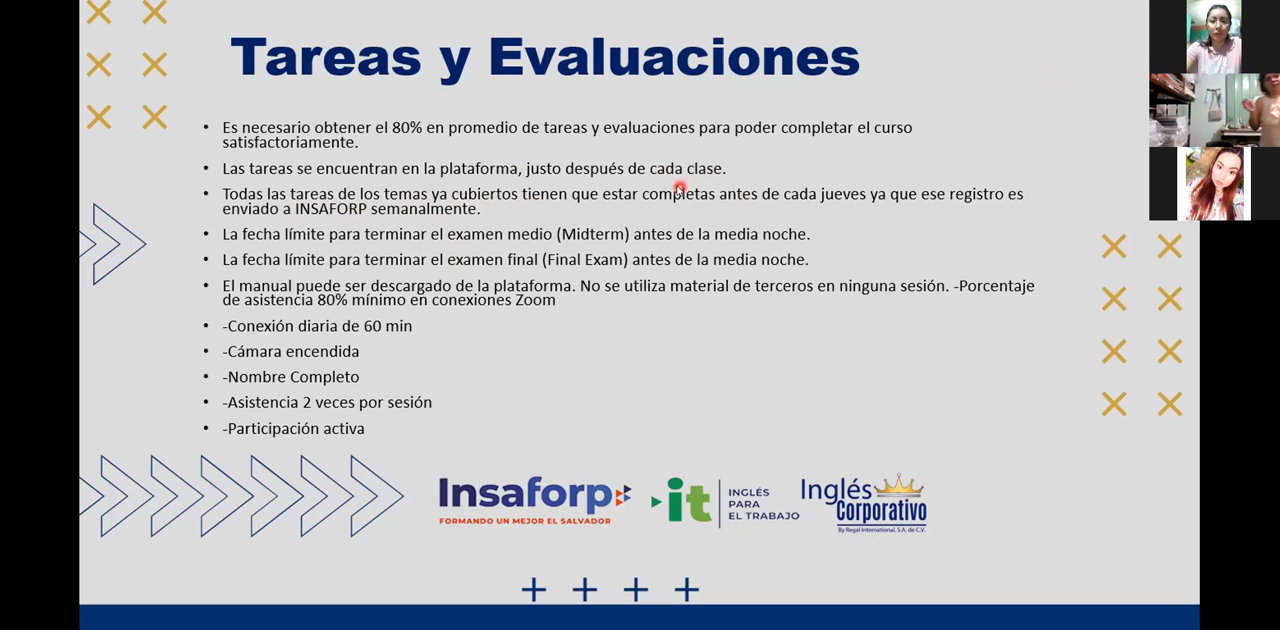 Tareas y Evaluaciones
• Es necesario obtener el 80% en promedio de tareas y evaluaciones para poder completar el curso
satisfactoriamente.
• Las tareas se encuentran en la plataforma, justo después de cada clase.
• Todas las tareas de los temas ya cubiertos tienen que estar completas antes de cada jueves ya que ese registro es
enviado a INSAFORP semanalmente.
• La fecha límite para terminar el examen medio (Midterm) antes de la media noche.
• La fecha límite para terminar el examen final (Final Exam) antes de la media noche.
• El manual puede ser descargado de la plataforma. No se utiliza material de terceros en ninguna sesión. -Porcentaje
de asistencia 80% mínimo en conexiones Zoom
• -Conexión diaria de 60 min
• -Cámara encendida
• -Nombre Completo
• -Asistencia 2 veces por sesión
• -Participación activa
Insaforp
FORMANDO UN MEJOR EL SALVADOR
it
INGLÉS
PARA
EL TRABAJO
Inglés
Corporativo
By Regal International, S.A. de C.V.